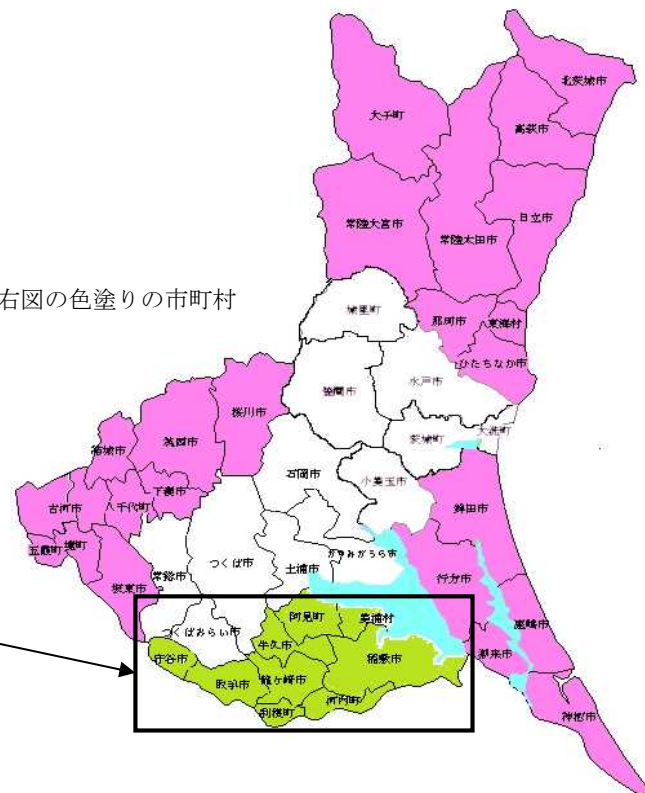 北茨城市
大子町
高萩市
常陸大宮市
常陸太田市
日立市
右図の色塗りの市町村
城里町
那珂市
東海村
ひたちなか市
水戸市
笠間市
桜川市
茨城町
大洗町
筑西市
結城市
石岡市
小美玉市
下妻市
八千代町
古河市
鉾田市
五霞町
境町
かすみがうら市
つくば市
土浦市
常総市
坂東市
行方市
阿見町
美浦村
鹿嶋市
つくばみらい市
牛久市
守谷市
稲敷市
潮来市
取手市
龍ヶ崎市
河内町
利根町
神栖市